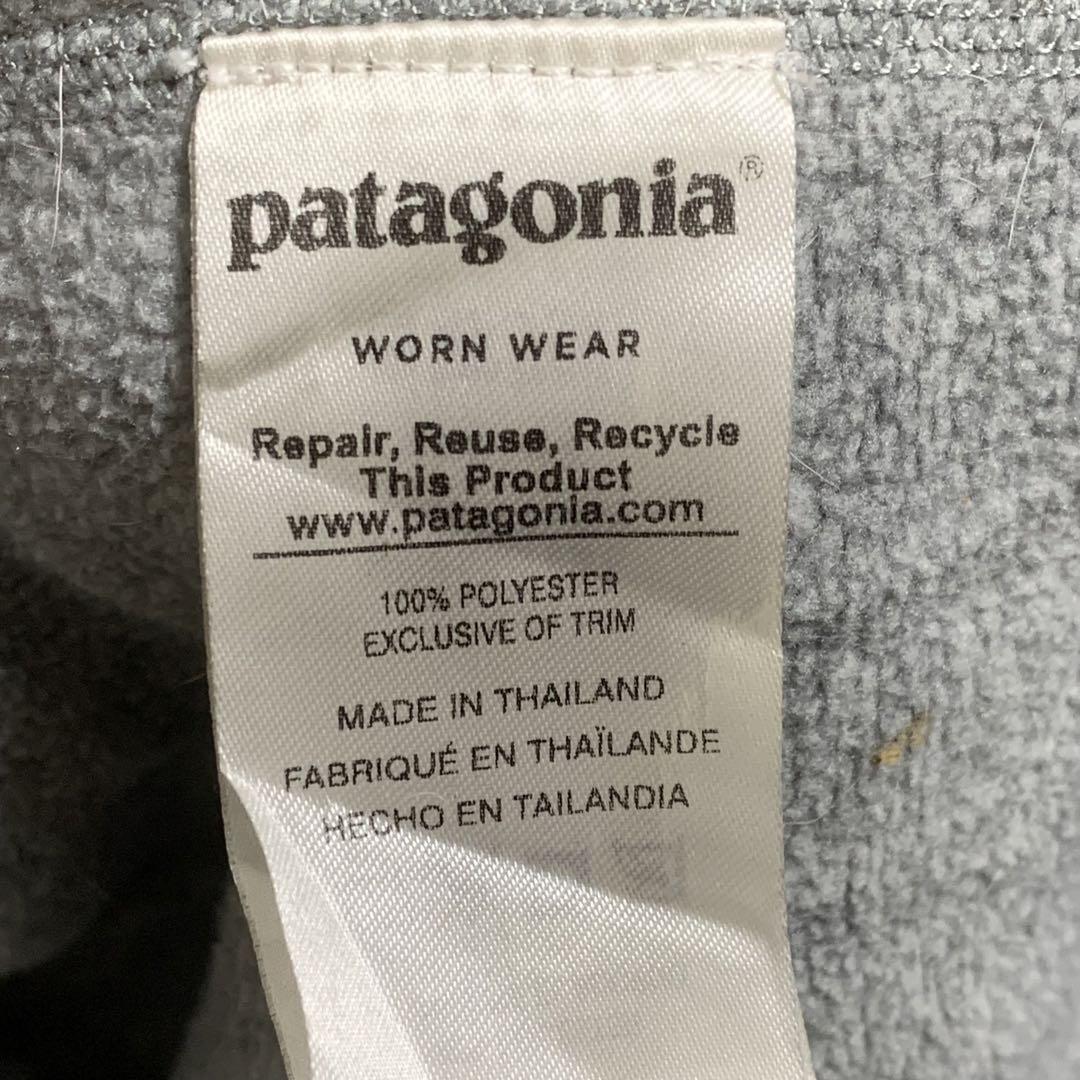 patagonia®
WORN WEAR
Repair, Reuse, Recycle
This Product
www.patagonia.com
100% POLYESTER
EXCLUSIVE OF TRIM
MADE IN THAILAND
FABRIQUÉ EN THAÏLANDE
HECHO EN TAILANDIA